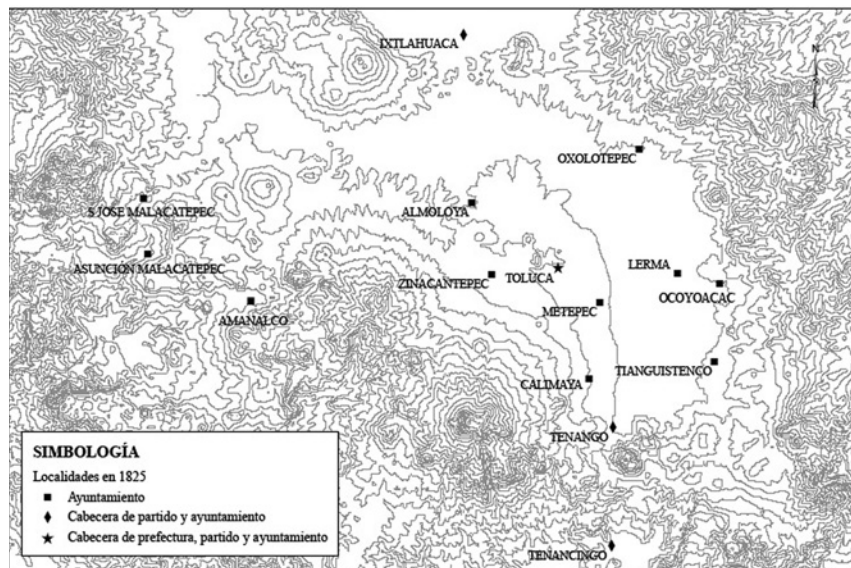 IXTLAHUACA
N
OXOLOTEPEC
S JOSE MALACATEPEC
ALMOLOYA
ASUNCIÓN MALACATEPEC
ZINACANTEPEC
TOLUCA
LERMA
OCOYOACAC
AMANALCO
METEPEC
TIANGUISTENCO
CALIMAYA
TENANGO
SIMBOLOGÍA
Localidades en 1825
Ayuntamiento
Cabecera de partido y ayuntamiento
Cabecera de prefectura, partido y ayuntamiento
TENANCINGO